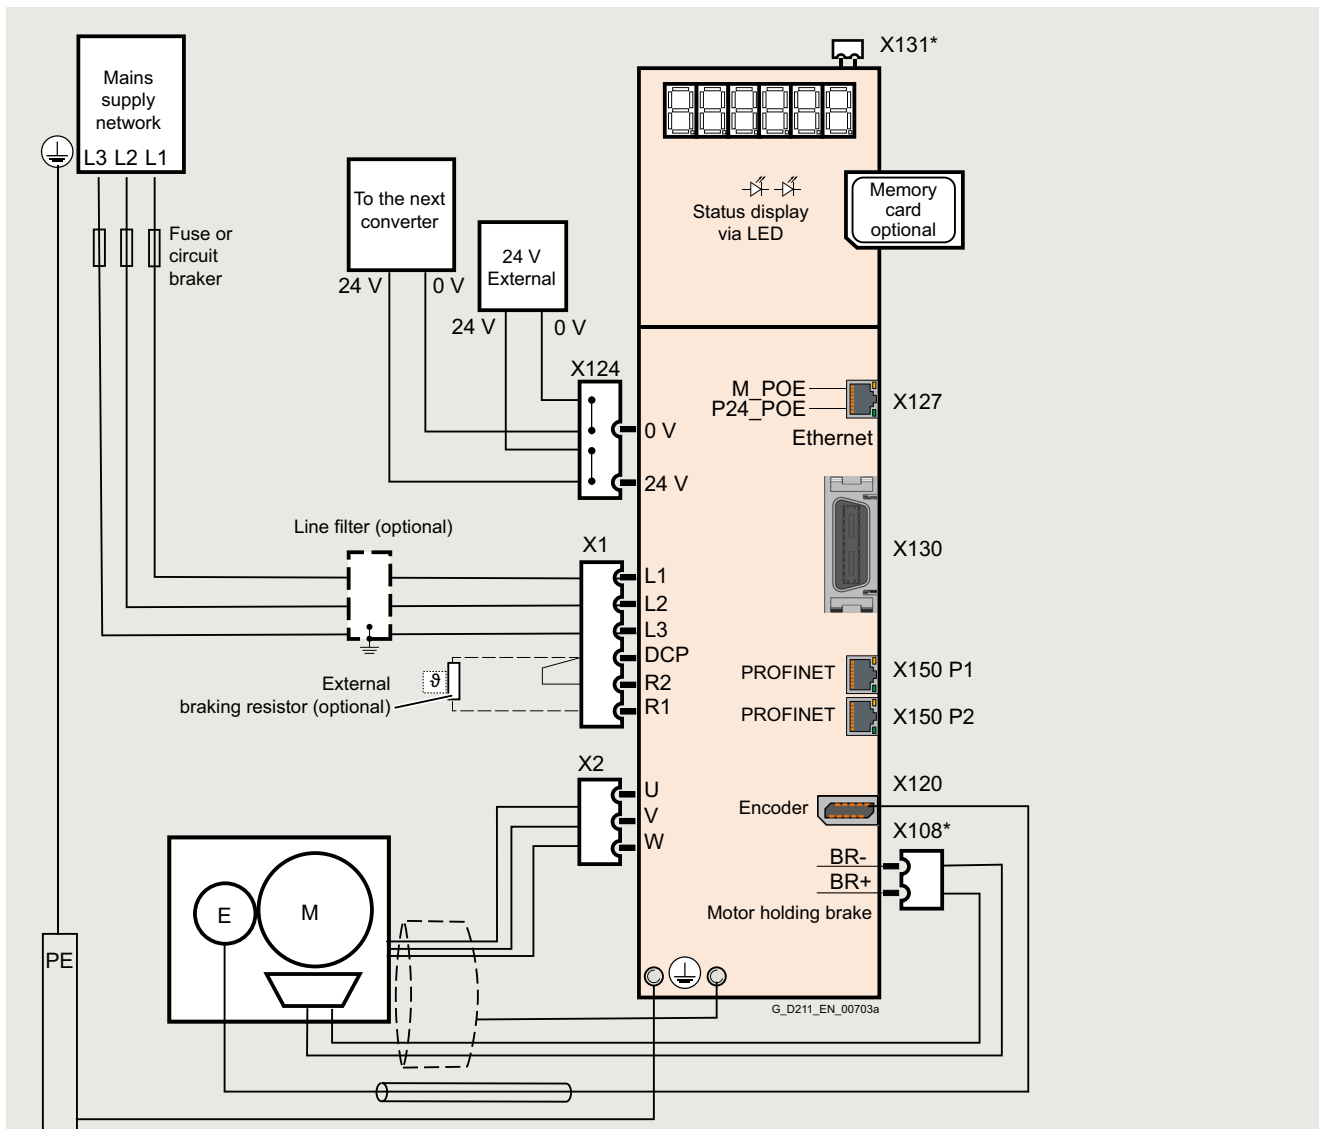 X131*
Mains
supply
network
L3 L2 L1
Fuse or
circuit
braker
To the next
converter
24 V
0 V
24 V
External
24 V
0 V
Status display
via LED
Memory
card
optional
X124
0 V
24 V
M_POE
P24_POE
X127
Ethernet
X130
Line filter (optional)
X1
L1
L2
L3
DCP
R2
R1
ϑ
External
braking resistor (optional)
PROFINET
X150 P1
PROFINET
X150 P2
X2
U
V
W
X120
Encoder
X108*
BR-
BR+
Motor holding brake
E
M
PE
G_D211_EN_00703a